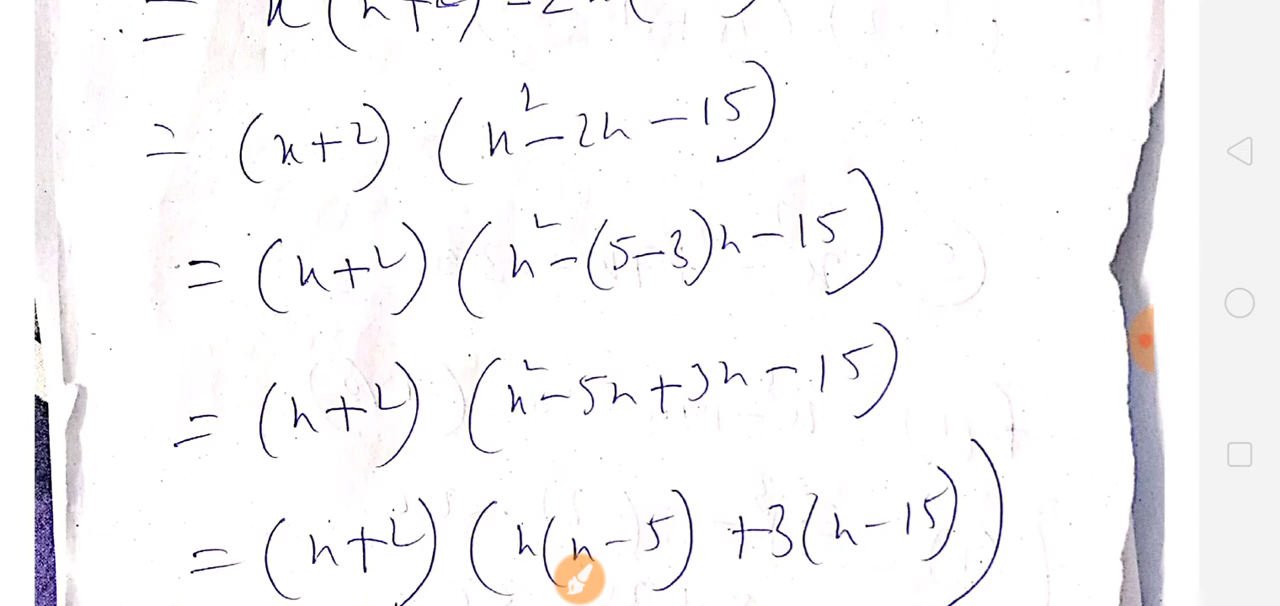 = (x+2) (x²-2x-15)
= (x+2) (x²-(5-3)x-15)
= (x+2) (x²-5x+3x-15)
= (x+2) (x(x-5) +3(x-15))